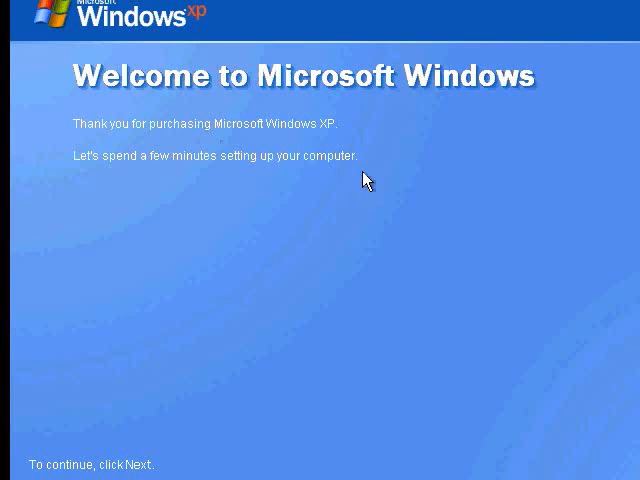 Microsoft
Windows xp
Welcome to Microsoft Windows
Thank you for purchasing Microsoft Windows XP.
Let's spend a few minutes setting up your computer.
To continue, click Next.